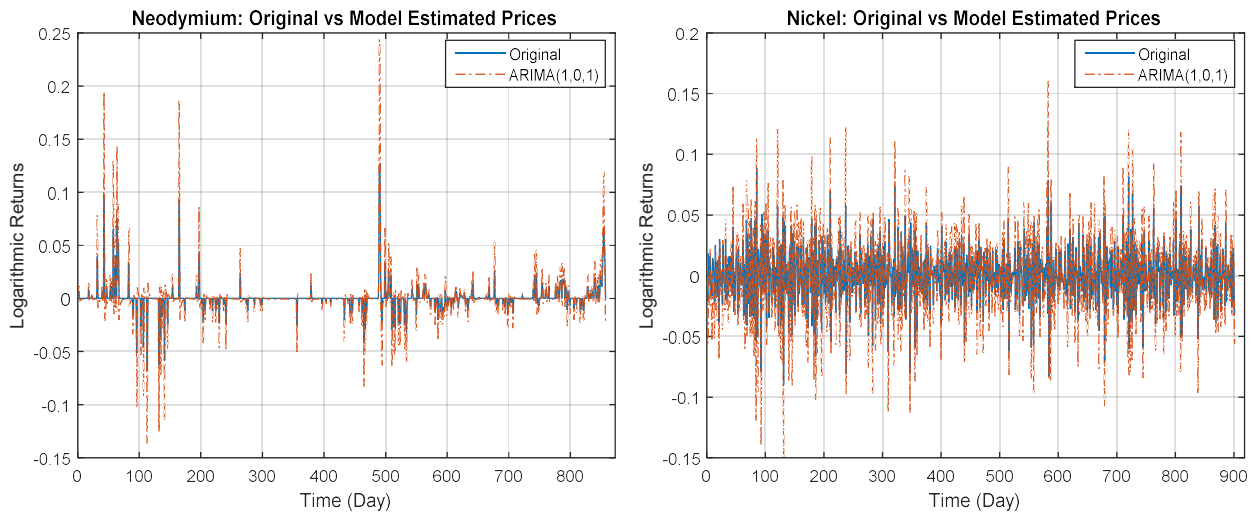 Neodymium: Original vs Model Estimated Prices
0.25
0.2
0.15
0.1
0.05
0
-0.05
-0.1
-0.15
Logarithmic Returns
Original
ARIMA(1,0,1)
0 100 200 300 400 500 600 700 800
Time (Day)
Nickel: Original vs Model Estimated Prices
0.2
0.15
0.1
0.05
0
-0.05
-0.1
-0.15
Logarithmic Returns
Original
ARIMA(1,0,1)
0 100 200 300 400 500 600 700 800 900
Time (Day)